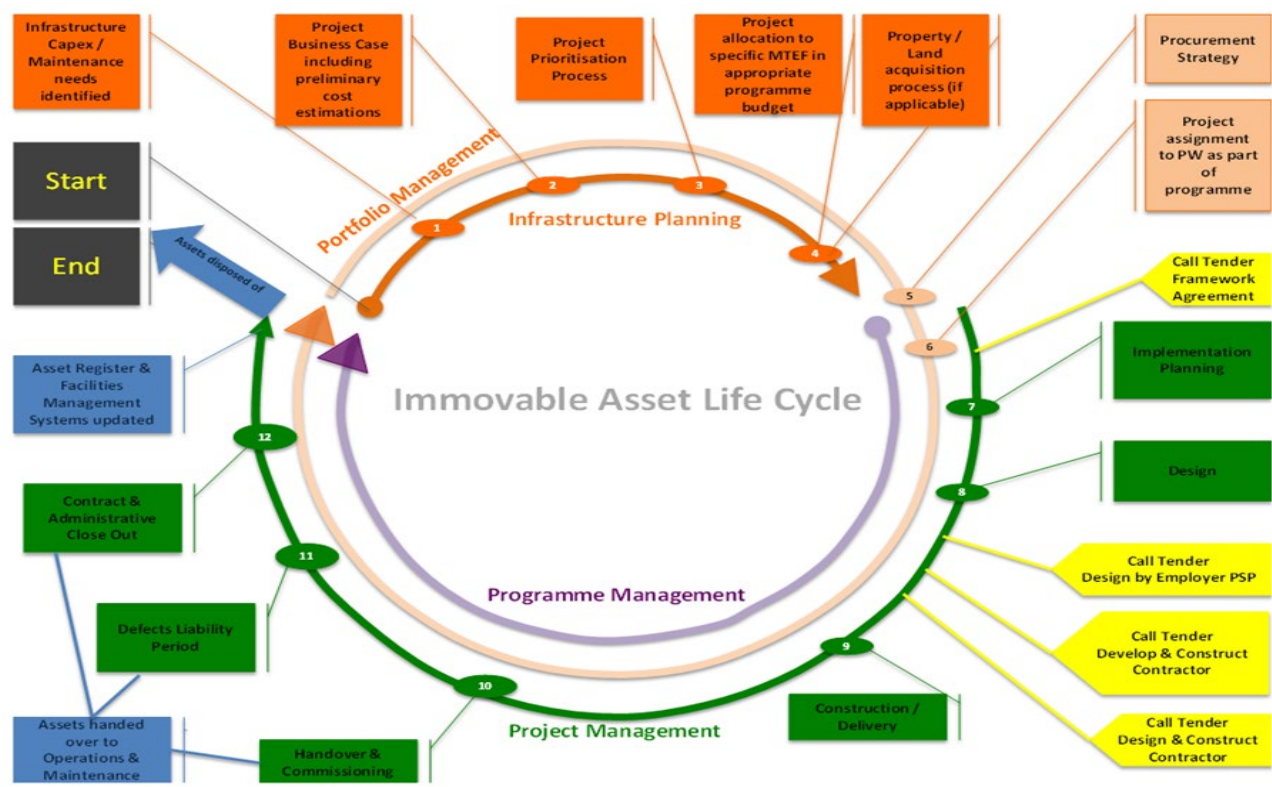 Infrastructure
Capex /
Maintenance
needs
identified
Project
Business Case
including
preliminary
cost
estimations
Project
Prioritisation
Process
Project
allocation to
specific MTEF in
appropriate
programme
budget
Property /
Land
acquisition
process (if
applicable)
Procurement
Strategy
Project
assignment
to PW as part
of
programme
Start
End
Assets disposed of
Portfolio Management
Infrastructure Planning
1
2
3
4
5
6
Call Tender
Framework
Agreement
Implementation
Planning
7
Design
8
Immovable Asset Life Cycle
Asset Register &
Facilities
Management
Systems updated
12
Contract &
Administrative
Close Out
11
Defects Liability
Period
Programme Management
Call Tender
Design by Employer PSP
Call Tender
Develop & Construct
Contractor
Call Tender
Design & Construct
Contractor
9
Construction /
Delivery
10
Project Management
Handover &
Commissioning
Assets handed
over to
Operations &
Maintenance